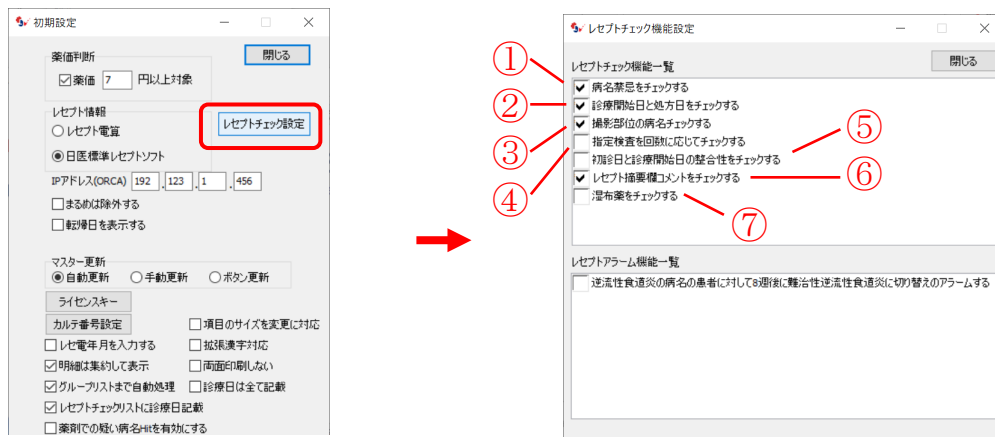 初期設定
閉じる
薬価判断
薬価 7 円以上対象
レセプト情報
レセプト電算
レセプトチェック設定
日医標準レセプトソフト
IPアドレス(ORCA) 192 . 123 . 1 . 456
まるめは除外する
転帰日を表示する
マスター更新
自動更新 手動更新 ボタン更新
ライセンスキー
カルテ番号設定 項目のサイズを変更に対応
レセ電年月を入力する 拡張漢字対応
明細は集約して表示 両面印刷しない
グループリストまで自動処理 診療日は全て記載
レセプトチェックリストに診療日記載
薬剤での疑い病名Hitを有効にする
レセプトチェック機能設定
閉じる
レセプトチェック機能一覧
① 病名禁忌をチェックする
② 診療開始日と処方日をチェックする
③ 撮影部位の病名チェックする
④ 指定検査を回数に応じてチェックする
⑤ 初診日と診療開始日の整合性をチェックする
⑥ レセプト摘要欄コメントをチェックする
⑦ 湿布薬をチェックする
レセプトアラーム機能一覧
逆流性食道炎の病名の患者に対して8週後に難治性逆流性食道炎に切り替えのアラームする